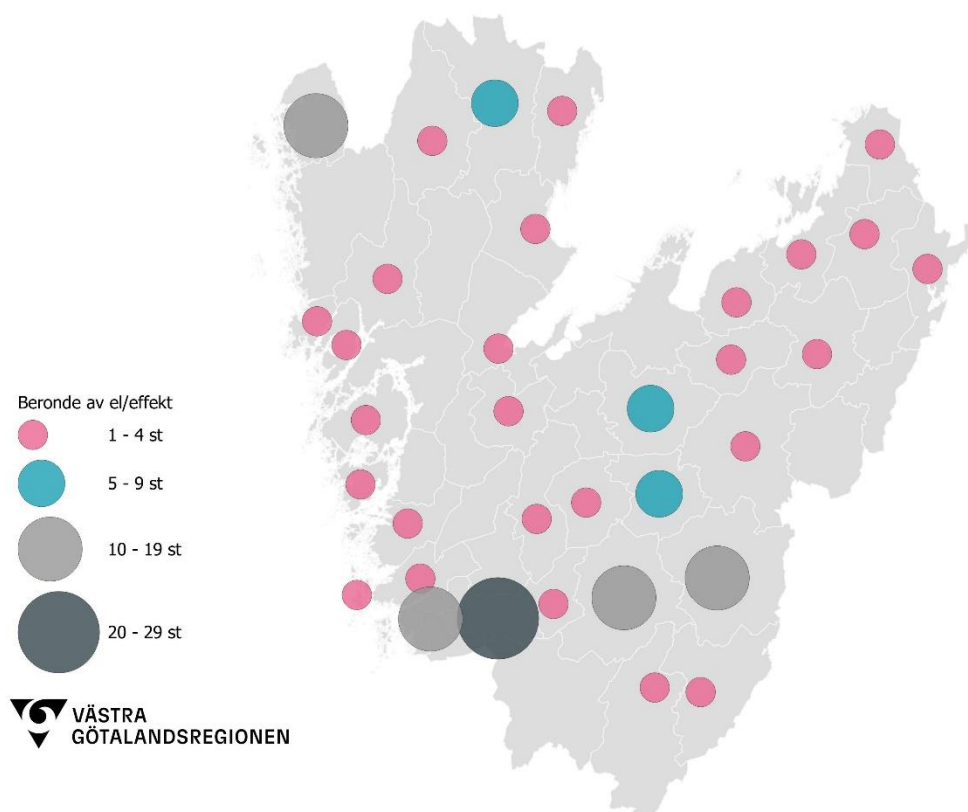 Beronde av el/effekt
1 - 4 st
5 - 9 st
10 - 19 st
20 - 29 st
VÄSTRA
GÖTALANDSREGIONEN